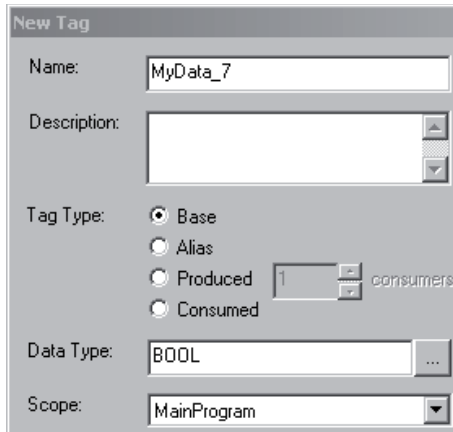 New Tag
Name: MyData_7
Description:
Tag Type: Base
Alias
Produced 1 consumers
Consumed
Data Type: BOOL ...
Scope: MainProgram